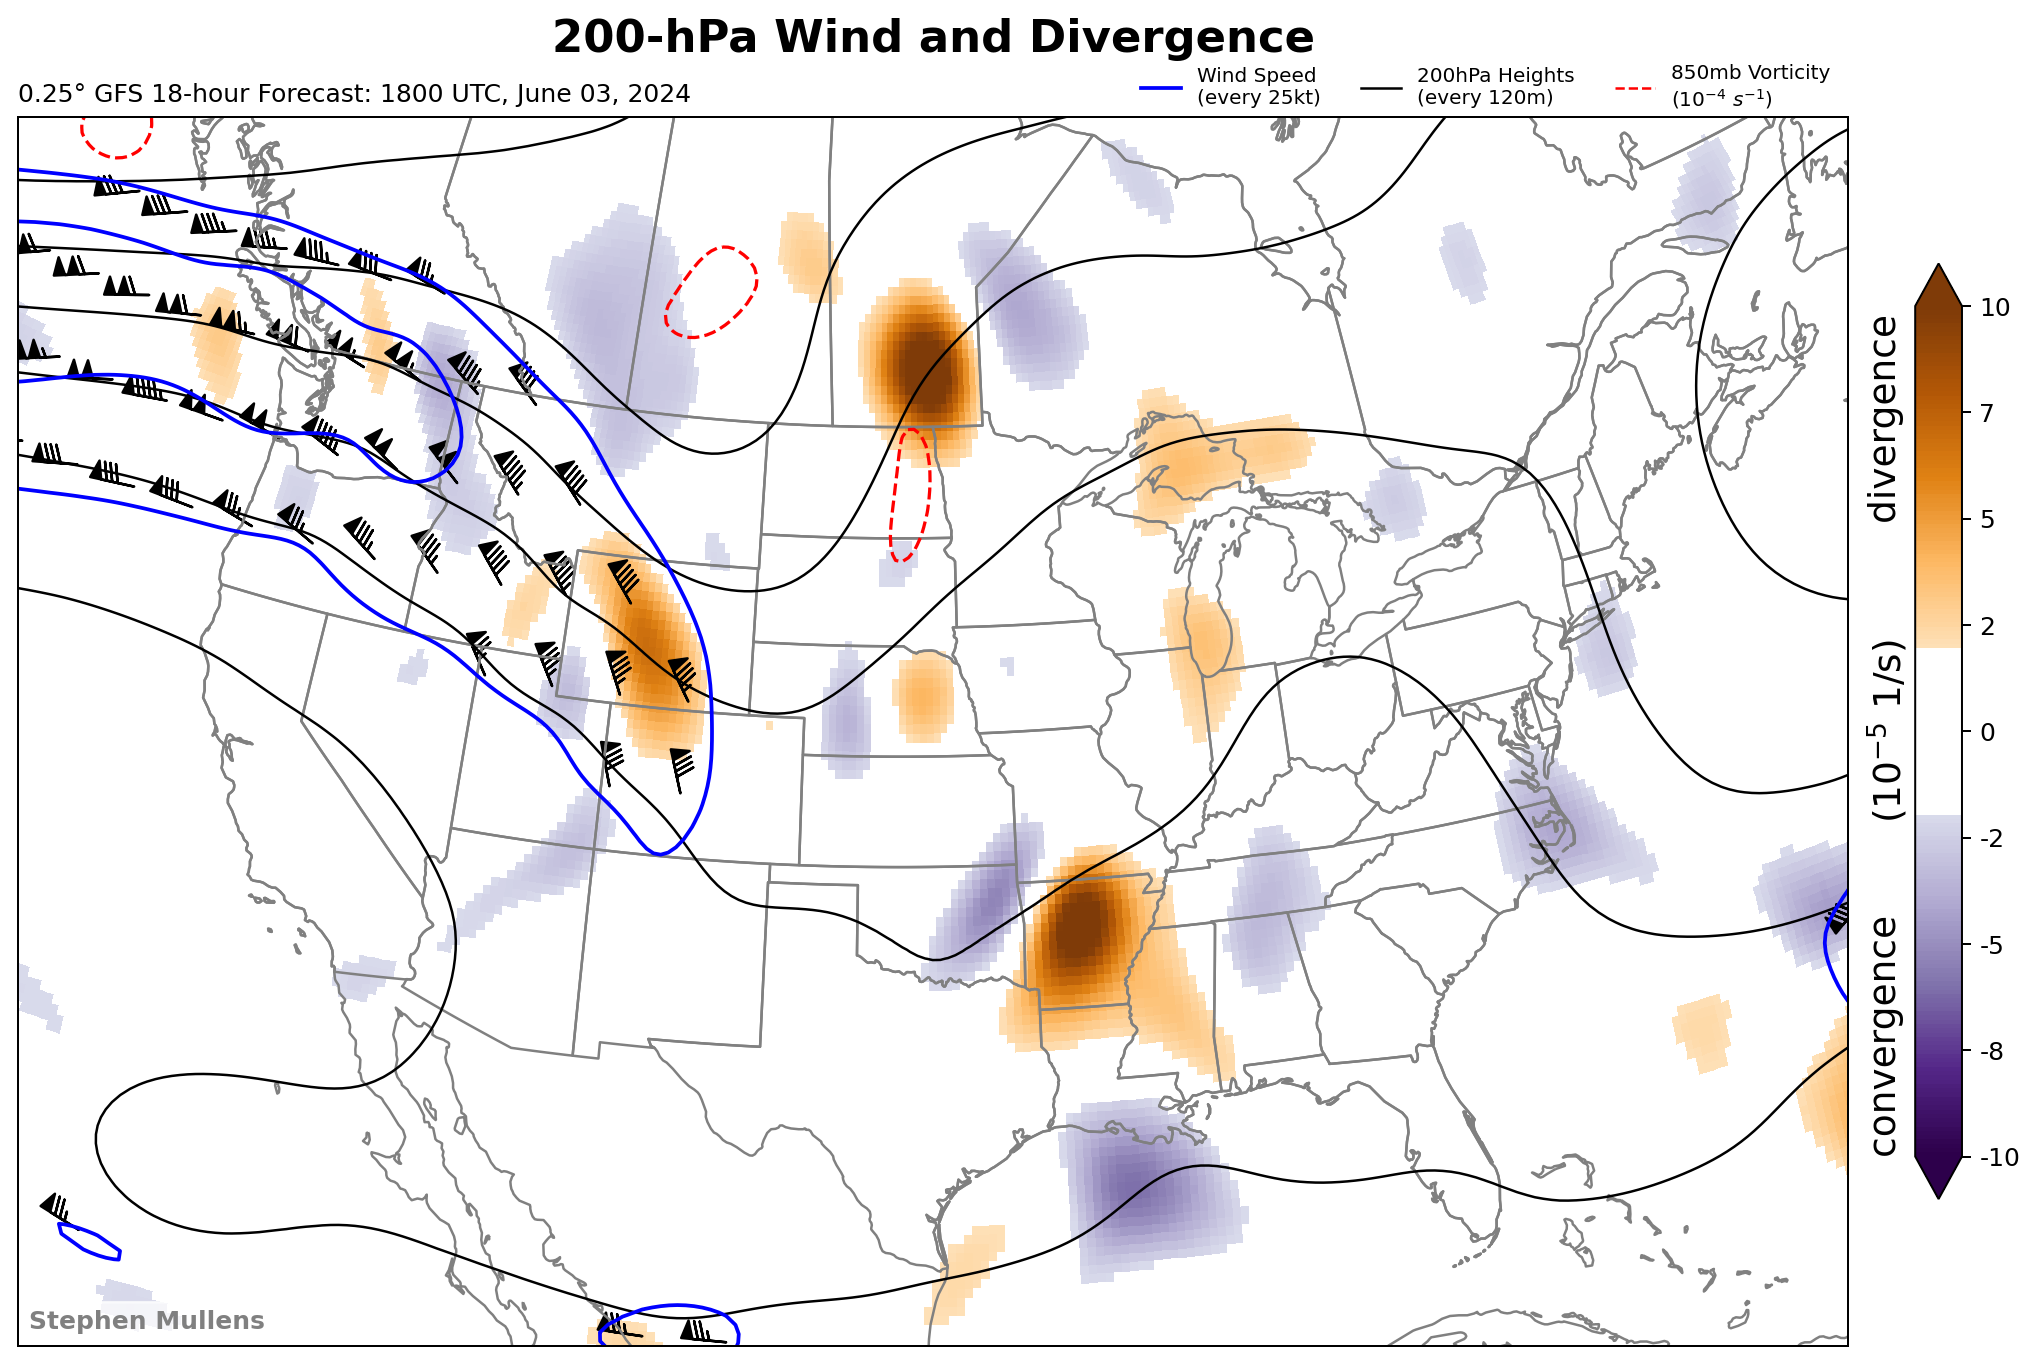 200-hPa Wind and Divergence
0.25° GFS 18-hour Forecast: 1800 UTC, June 03, 2024
Wind Speed
(every 25kt)
200hPa Heights
(every 120m)
850mb Vorticity
(10⁻⁴ s⁻¹)
10
7
5
2
0
-2
-5
-8
-10
convergence (10⁻⁵ 1/s) divergence
Stephen Mullens